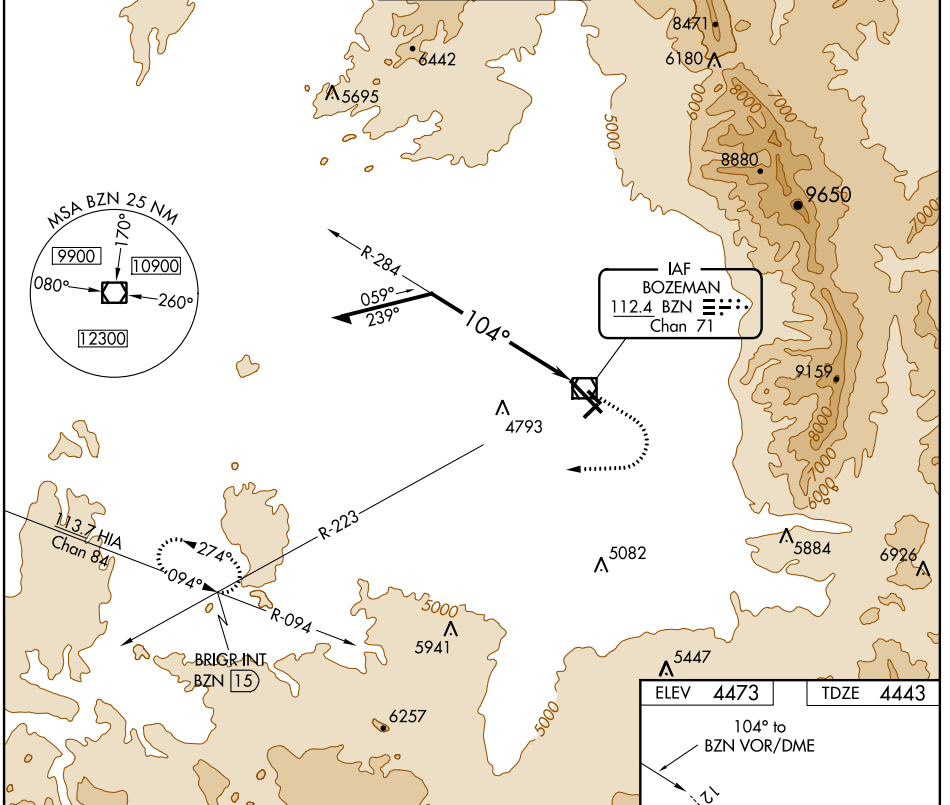 8471
6442
6180
5695
6000
8000
7000
5000
8880
9650
7000
MSA BZN 25 NM
170°
9900
10900
080°
260°
12300
R-284
059°
239°
104°
IAF
BOZEMAN
112.4 BZN
Chan 71
9159
4793
8000
7000
6000
R-223
113.7 HIA
Chan 84
274°
094°
R-094
5082
5884
6926
5000
5941
BRIGR INT
BZN 15
5447
6257
5000
ELEV 4473
TDZE 4443
104° to
BZN VOR/DME
12